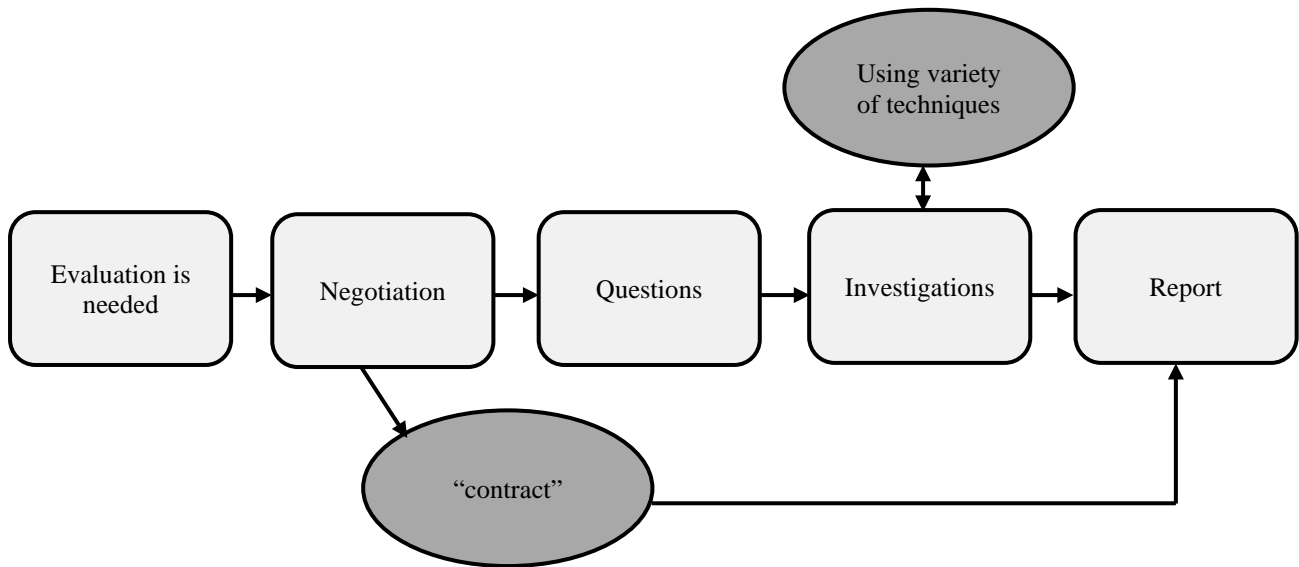 Using variety
of techniques
Evaluation is
needed
Negotiation
Questions
Investigations
Report
“contract”